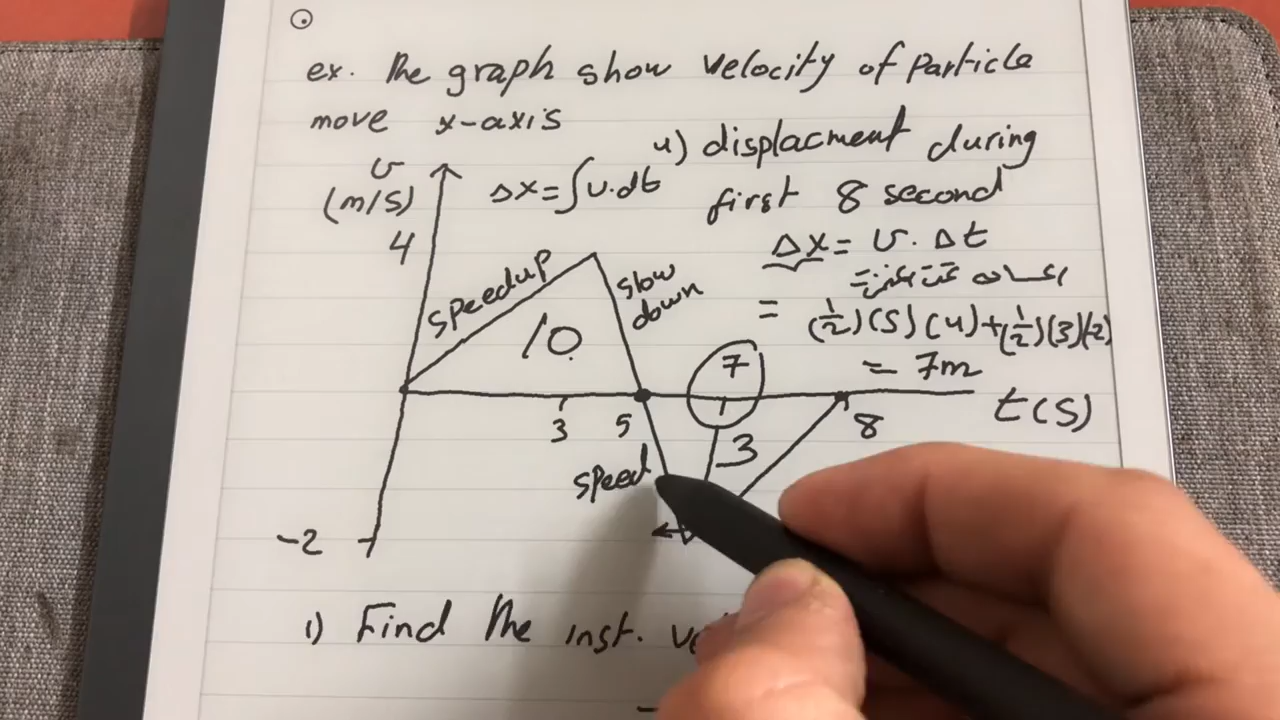 ex. The graph show velocity of particle
move x-axis
4) displacment during
first 8 second
v
(m/s)
Δx = ∫v.dt
Δx = v. Δt
4
speedup
slow
down
= (1/2)(5)(4)+(1/2)(3)(-2)
= 7m
10
7
3
5
8
t(s)
3
speed
-2
1) Find the inst.